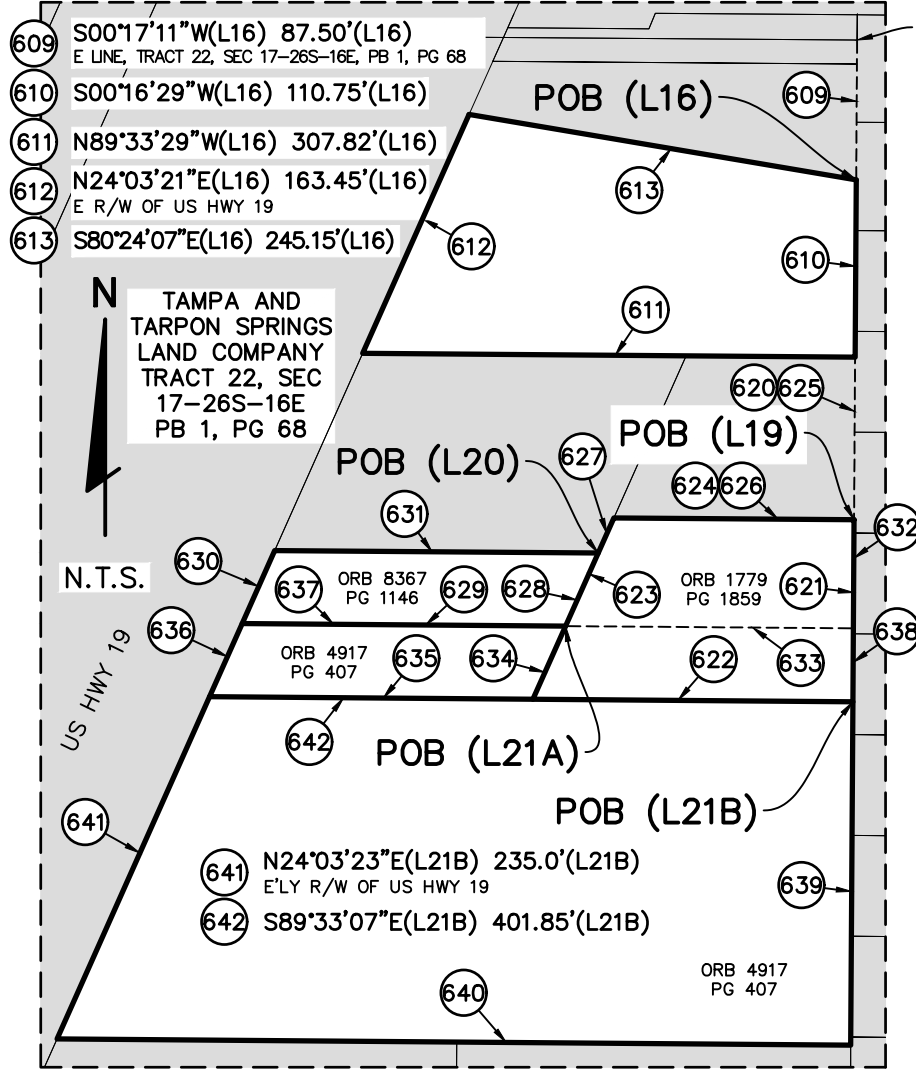 609 S00°17'11"W(L16) 87.50'(L16)
E LINE, TRACT 22, SEC 17-26S-16E, PB 1, PG 68
610 S00°16'29"W(L16) 110.75'(L16)
611 N89°33'29"W(L16) 307.82'(L16)
612 N24°03'21"E(L16) 163.45'(L16)
E R/W OF US HWY 19
613 S80°24'07"E(L16) 245.15'(L16)
POB (L16)
609
613
612
610
611
N
TAMPA AND
TARPON SPRINGS
LAND COMPANY
TRACT 22, SEC
17-26S-16E
PB 1, PG 68
N.T.S.
620 625
POB (L19)
POB (L20)
627
624 626
631
632
630
637
ORB 8367
PG 1146
629
628
623
ORB 1779
PG 1859
621
636
ORB 4917
PG 407
635
634
622
633
638
US HWY 19
642
POB (L21A)
POB (L21B)
641
641 N24°03'23"E(L21B) 235.0'(L21B)
E'LY R/W OF US HWY 19
642 S89°33'07"E(L21B) 401.85'(L21B)
639
640
ORB 4917
PG 407